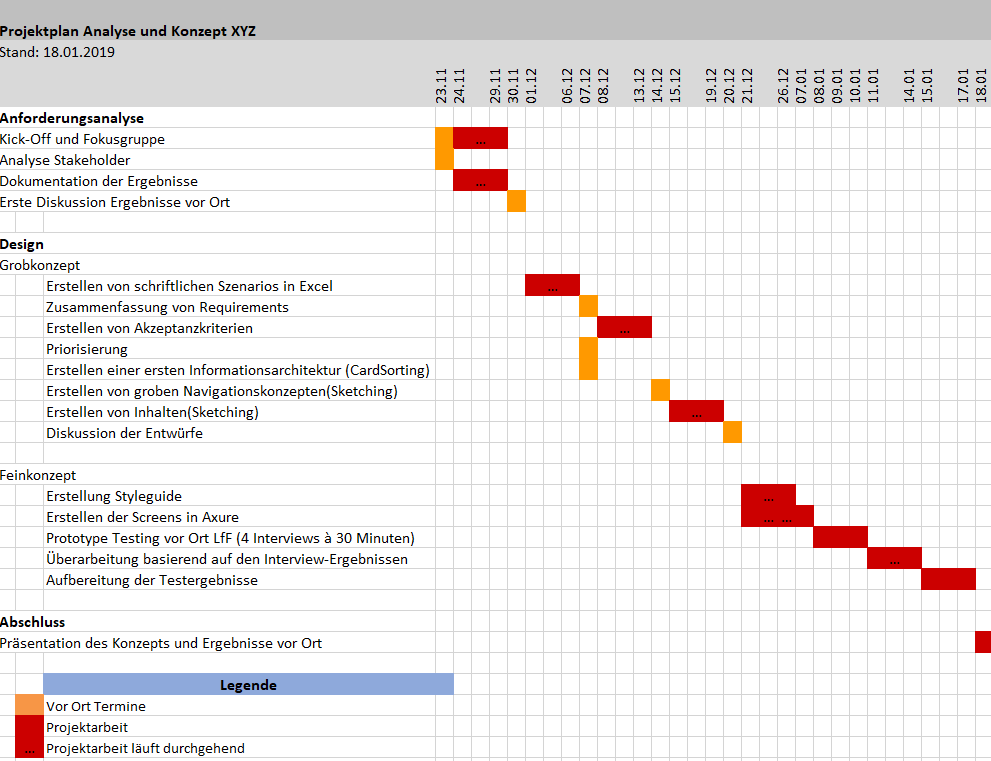 Projektplan Analyse und Konzept XYZ
Stand: 18.01.2019
23.11 24.11 29.11 30.11 01.12 06.12 07.12 08.12 13.12 14.12 15.12 19.12 20.12 21.12 26.12 07.01 08.01 09.01 10.01 11.01 14.01 15.01 17.01 18.01
Anforderungsanalyse
Kick-Off und Fokusgruppe ...
Analyse Stakeholder
Dokumentation der Ergebnisse ...
Erste Diskussion Ergebnisse vor Ort
Design
Grobkonzept
Erstellen von schriftlichen Szenarios in Excel ...
Zusammenfassung von Requirements
Erstellen von Akzeptanzkriterien ...
Priorisierung
Erstellen einer ersten Informationsarchitektur (CardSorting)
Erstellen von groben Navigationskonzepten(Sketching)
Erstellen von Inhalten(Sketching) ...
Diskussion der Entwürfe
Feinkonzept
Erstellung Styleguide ...
Erstellen der Screens in Axure ... ...
Prototype Testing vor Ort LfF (4 Interviews à 30 Minuten)
Überarbeitung basierend auf den Interview-Ergebnissen ...
Aufbereitung der Testergebnisse
Abschluss
Präsentation des Konzepts und Ergebnisse vor Ort
Legende
Vor Ort Termine
Projektarbeit
... Projektarbeit läuft durchgehend